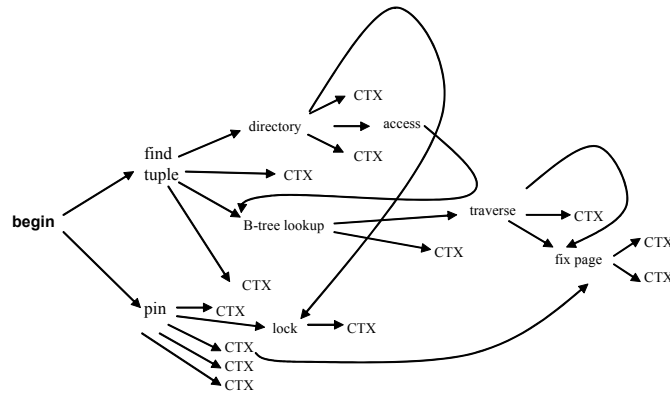 CTX
directory
access
CTX
find
tuple
CTX
begin
B-tree lookup
traverse
CTX
CTX
CTX
fix page
CTX
CTX
pin
CTX
lock
CTX
CTX
CTX
CTX